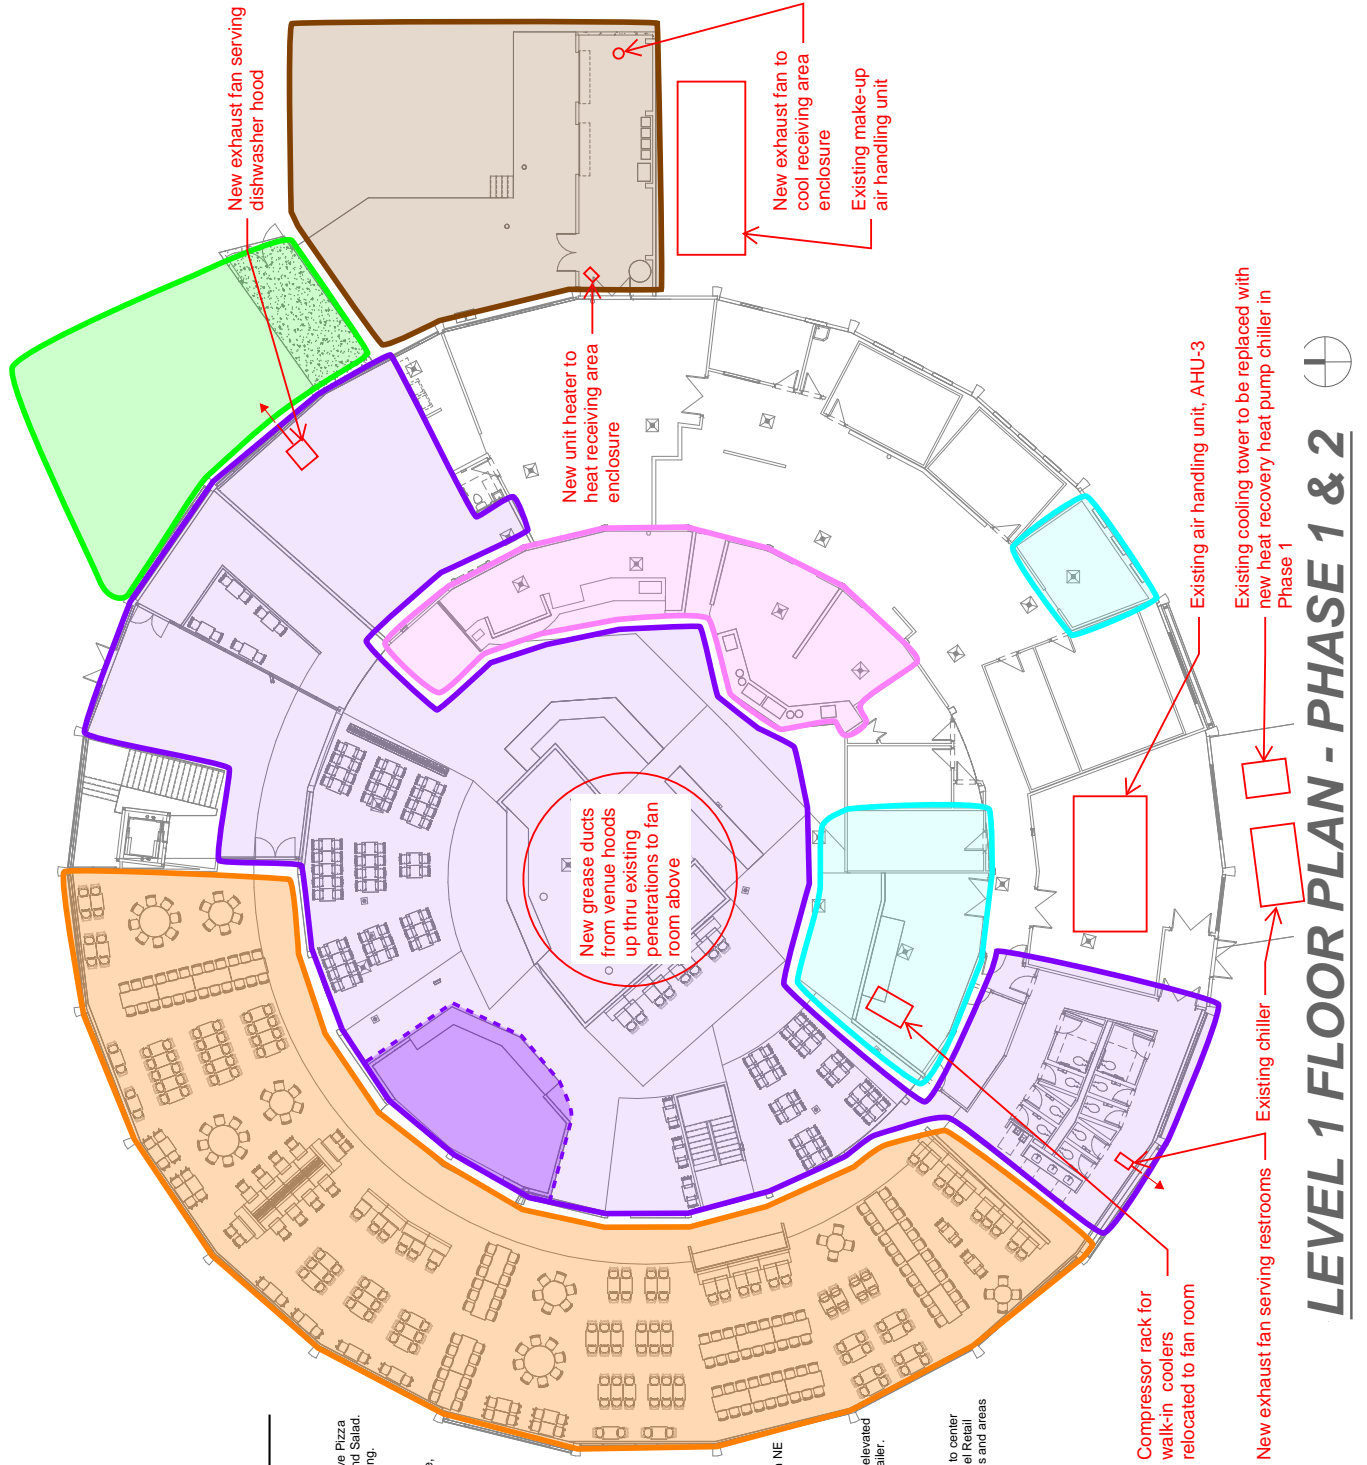 New exhaust fan serving
dishwasher hood
New exhaust fan to
cool receiving area
enclosure
Existing make-up
air handling unit
New unit heater to
heat receiving area
enclosure
New grease ducts
from venue hoods
up thru existing
penetrations to fan
room above
Existing air handling unit, AHU-3
Existing cooling tower to be replaced with
new heat recovery heat pump chiller in
Phase 1
Existing chiller
New exhaust fan serving restrooms
Compressor rack for
walk-in coolers
relocated to fan room
ve Pizza
nd Salad.
ng.
e,
n NE
elevated
ailer.
to center
el Retail
s and areas
LEVEL 1 FLOOR PLAN - PHASE 1 & 2